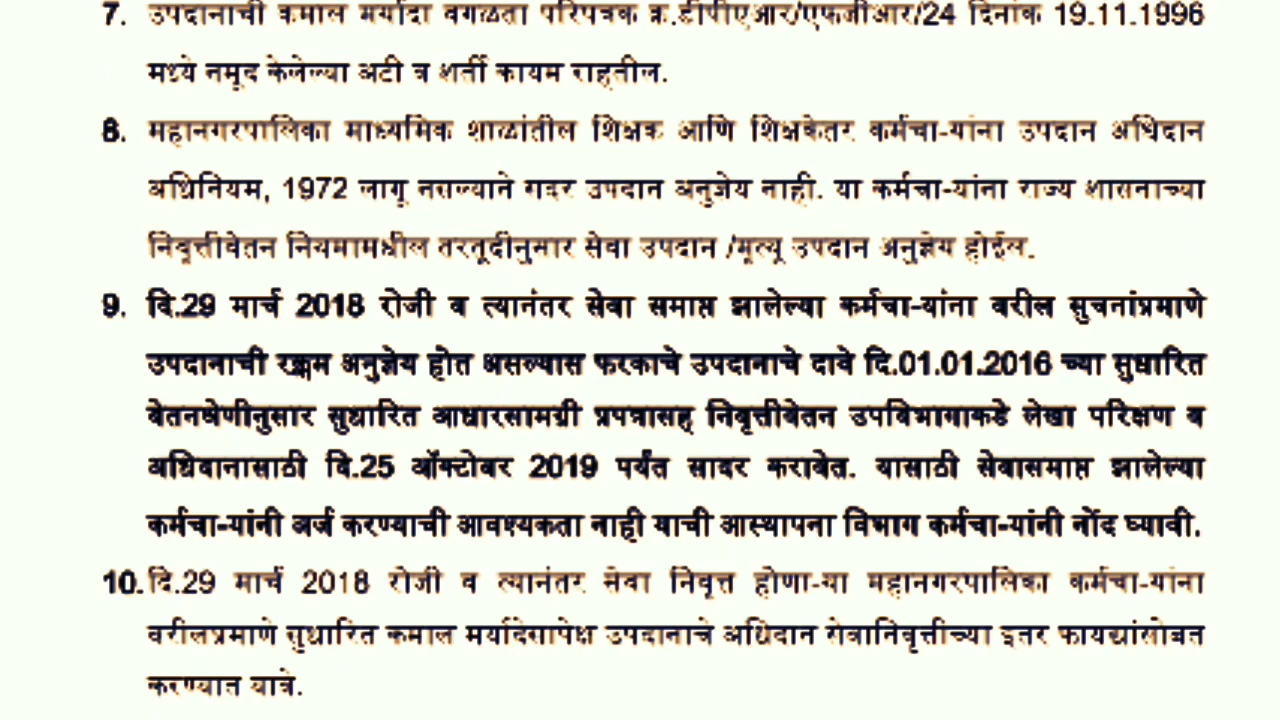 7. उपदानाची कमाल मर्यादा वगळता परिपत्रक क्र.टीपीएआर/एफजीआर/24 दिनांक 19.11.1996
मध्ये नमूद केलेल्या अटी व शर्ती कायम राहतील.
8. महानगरपालिका माध्यमिक शाळांतील शिक्षक आणि शिक्षकेतर कर्मचा-यांना उपदान अधिदान
अधिनियम, 1972 लागू नसल्याने सदर उपदान अनुज्ञेय नाही. या कर्मचा-यांना राज्य शासनाच्या
निवृत्तीवेतन नियमामधील तरतूदीनुसार सेवा उपदान /मृत्यू उपदान अनुज्ञेय होईल.
9. दि.29 मार्च 2018 रोजी व त्यानंतर सेवा समाप्त झालेल्या कर्मचा-यांना वरील सुचनांप्रमाणे
उपदानाची रक्कम अनुज्ञेय होत असल्यास फरकाचे उपदानाचे दावे दि.01.01.2016 च्या सुधारित
वेतनश्रेणीनुसार सुधारित आधारसामग्री प्रपत्रासह निवृत्तीवेतन उपविभागाकडे लेखा परिक्षण व
अधिदानासाठी दि.25 ऑक्टोबर 2019 पर्यंत सादर करावेत. यासाठी सेवासमाप्त झालेल्या
कर्मचा-यांनी अर्ज करण्याची आवश्यकता नाही याची आस्थापना विभाग कर्मचा-यांनी नोंद घ्यावी.
10. दि.29 मार्च 2018 रोजी व त्यानंतर सेवा निवृत्त होणा-या महानगरपालिका कर्मचा-यांना
वरीलप्रमाणे सुधारित कमाल मर्यादेसापेक्ष उपदानाचे अधिदान सेवानिवृत्तीच्या इतर फायद्यांसोबत
करण्यात यावे.